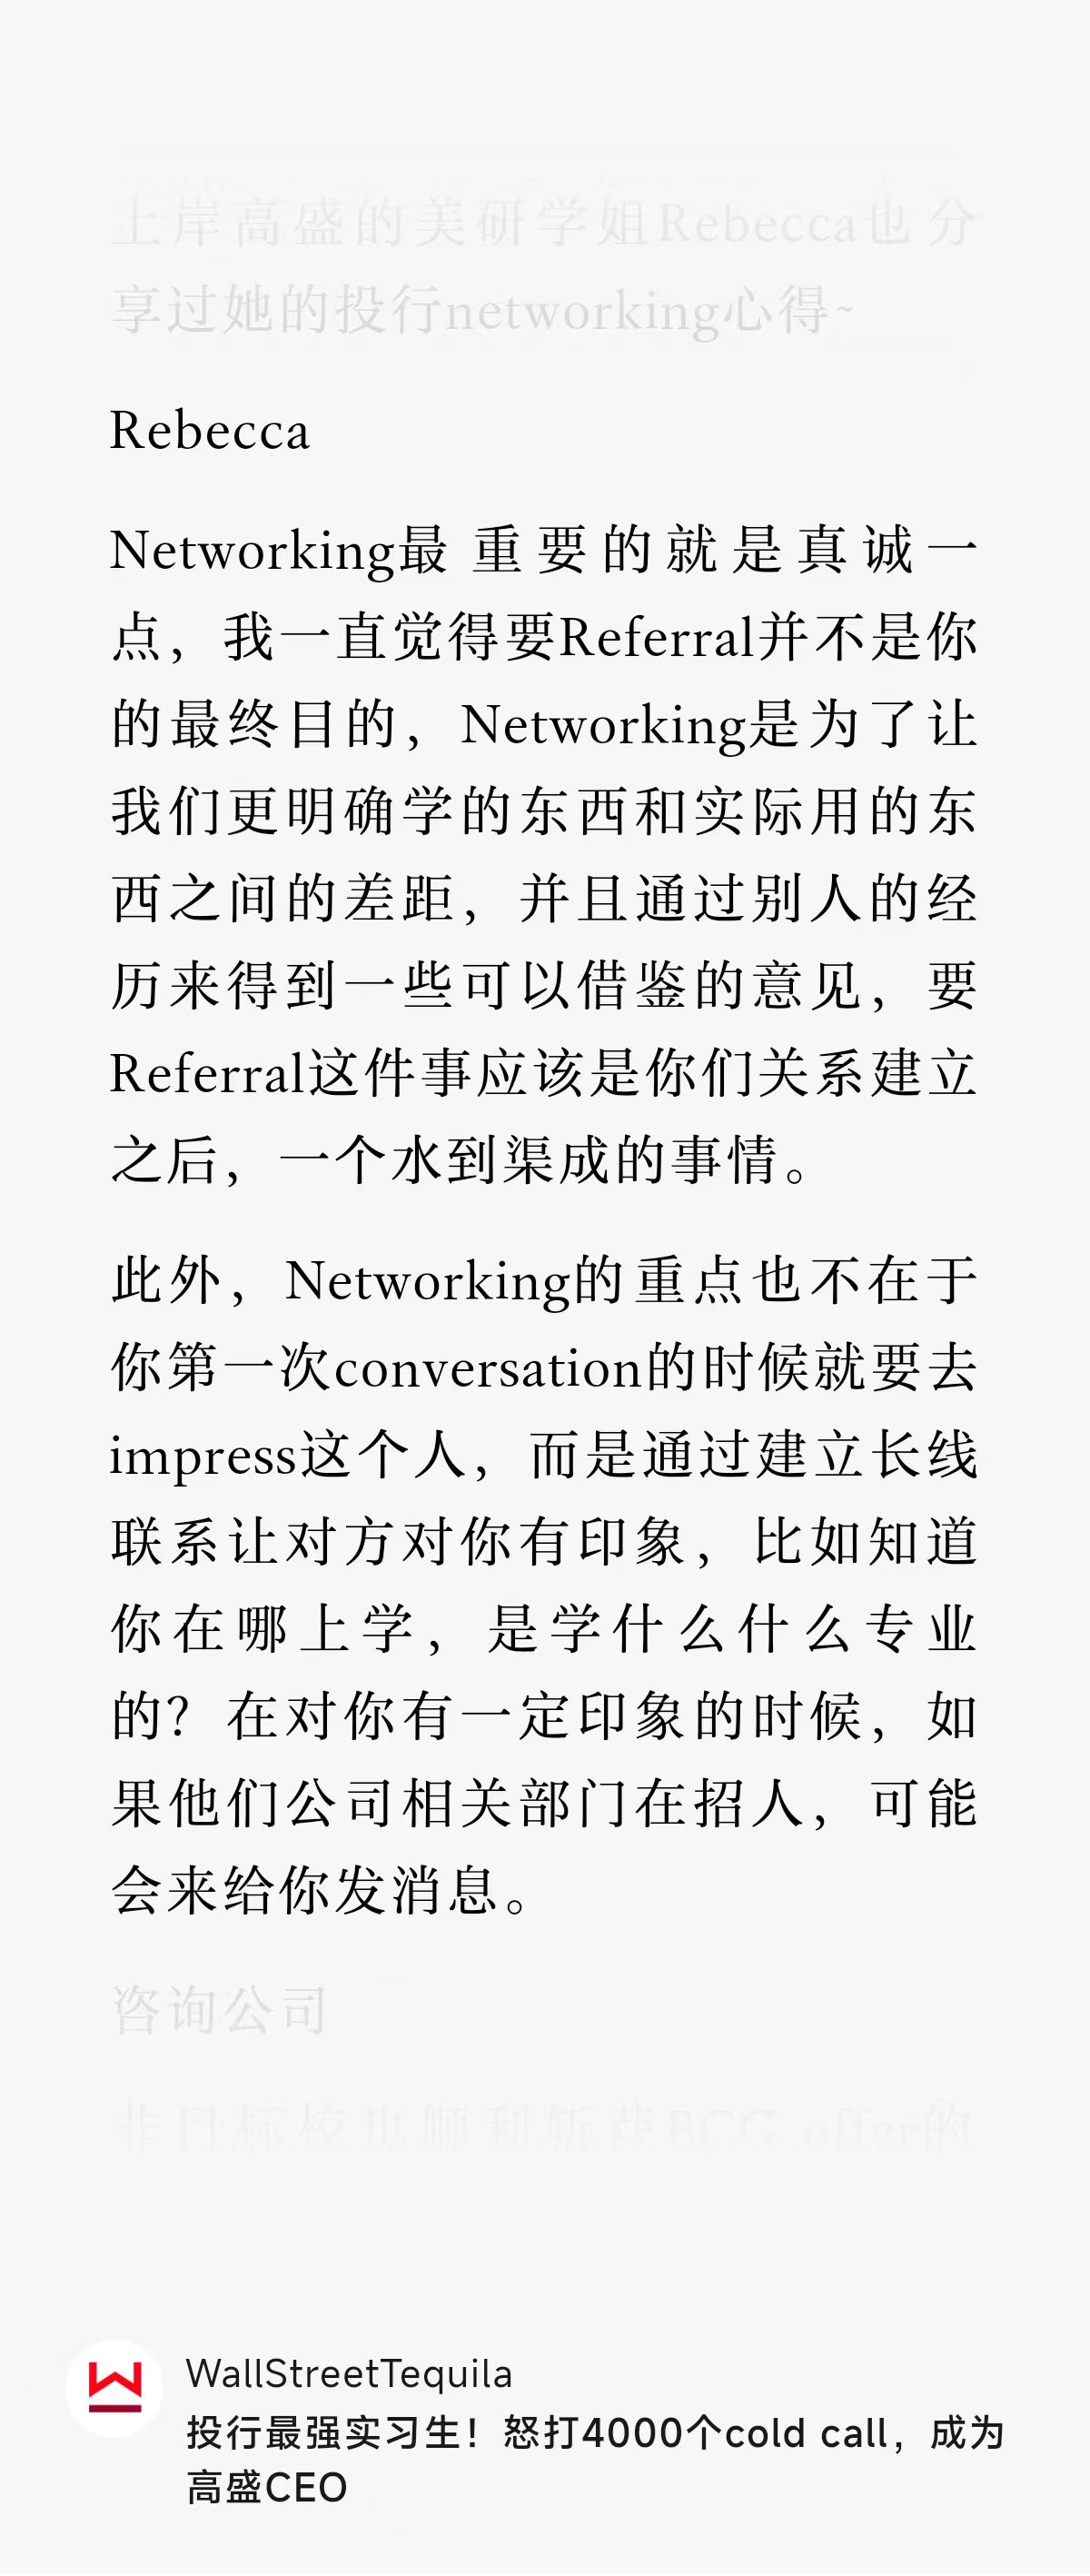 上岸高盛的美研学姐Rebecca也分
享过她的投行networking心得~
Rebecca
Networking最 重要的就是真诚一
点，我一直觉得要Referral并不是你
的最终目的，Networking是为了让
我们更明确学的东西和实际用的东
西之间的差距，并且通过别人的经
历来得到一些可以借鉴的意见，要
Referral这件事应该是你们关系建立
之后，一个水到渠成的事情。
此外，Networking的重点也不在于
你第一次conversation的时候就要去
impress这个人，而是通过建立长线
联系让对方对你有印象，比如知道
你在哪上学，是学什么什么专业
的？在对你有一定印象的时候，如
果他们公司相关部门在招人，可能
会来给你发消息。
咨询公司
非目标校也顺利斩获BCG offer的
WallStreetTequila
投行最强实习生！怒打4000个cold call，成为
高盛CEO